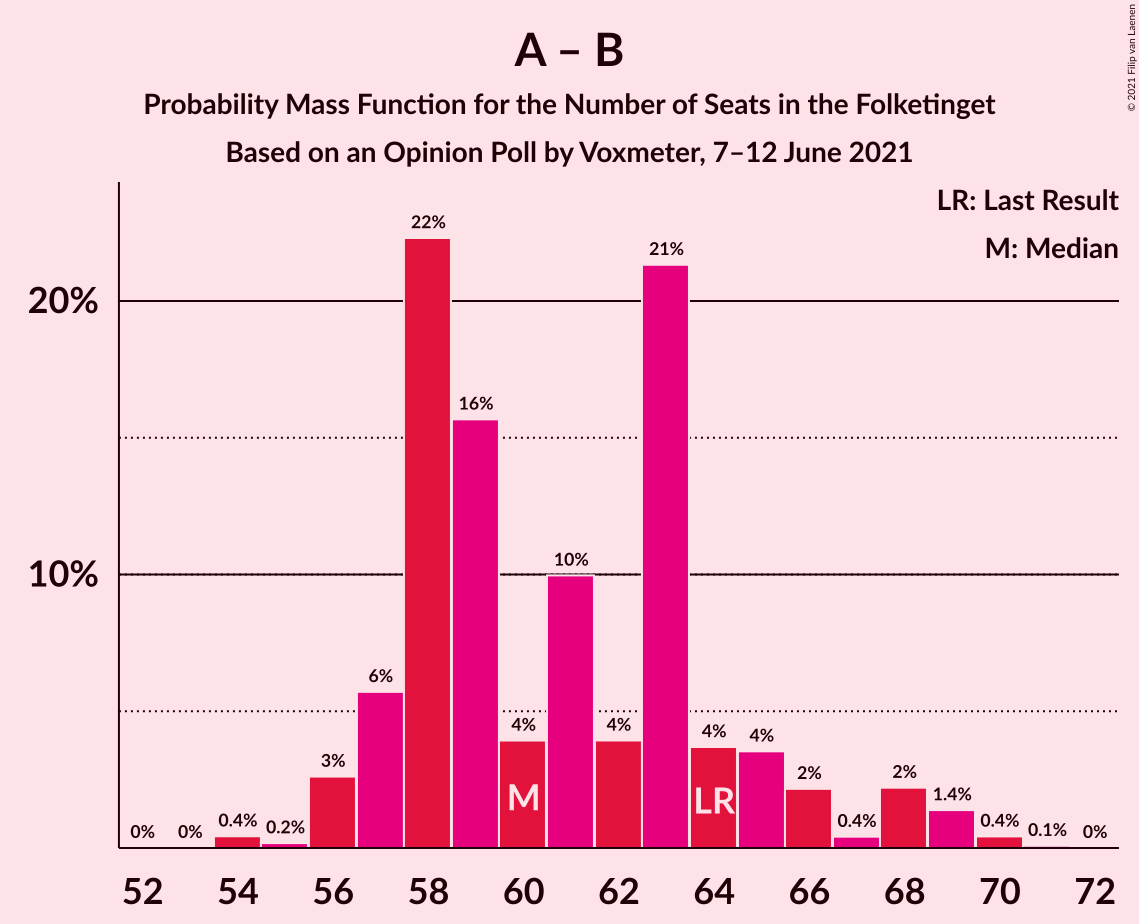 A – B
Probability Mass Function for the Number of Seats in the Folketinget
Based on an Opinion Poll by Voxmeter, 7–12 June 2021
© 2021 Filip van Laenen
LR: Last Result
M: Median
20%
10%
0%
0%
0.4%
0.2%
3%
6%
22%
16%
4%
10%
4%
21%
4%
4%
2%
0.4%
2%
1.4%
0.4%
0.1%
0%
M
LR
52 54 56 58 60 62 64 66 68 70 72